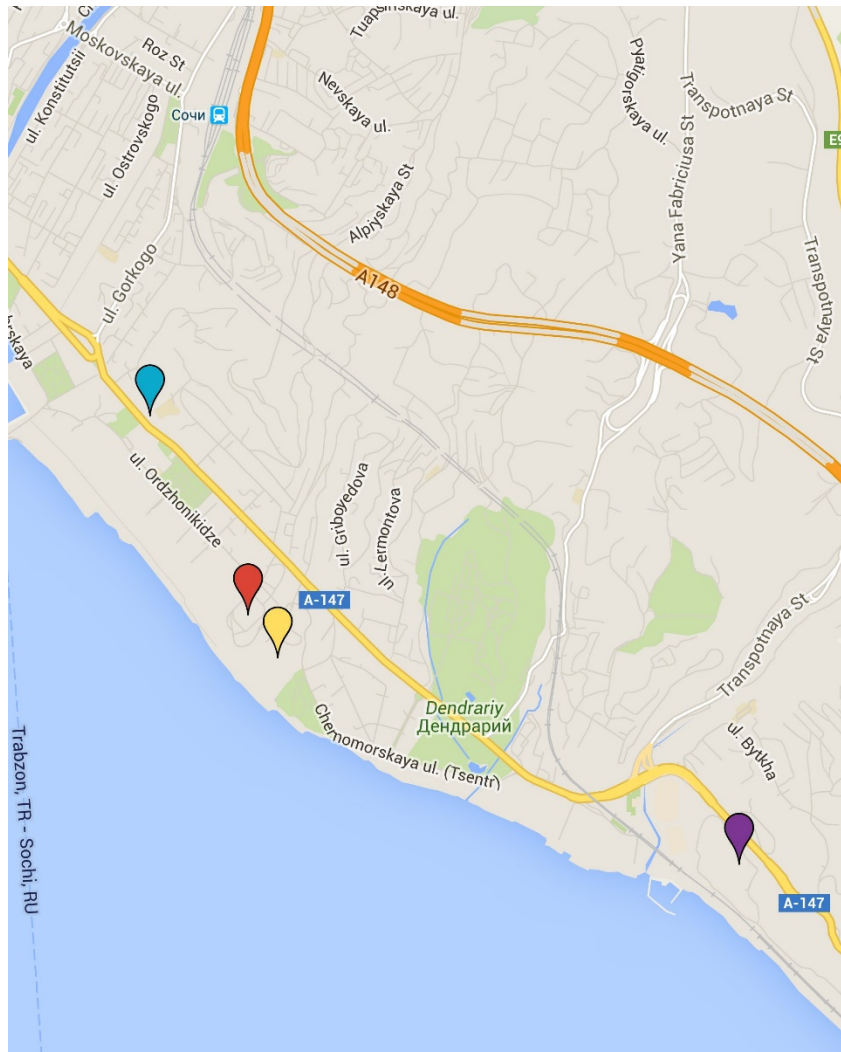 Moskovskaya ul.
Roz St
ul. Konstitutsii
ul. Ostrovskogo
Сочи
Nevskaya ul.
Pyatigorskaya ul.
Transpotnaya St
Yana Fabriciusa St
Alpiyskaya St
ul. Gorkogo
A148
Transpotnaya St
ul. Ordzhonikidze
ul. Griboyedova
Ul. Lermontova
A-147
Transpotnaya St
Dendrariy
Дендрарий
Chernomorskaya ul. (Tsentr)
ul. Bytkha
A-147
Trabzon, TR - Sochi, RU